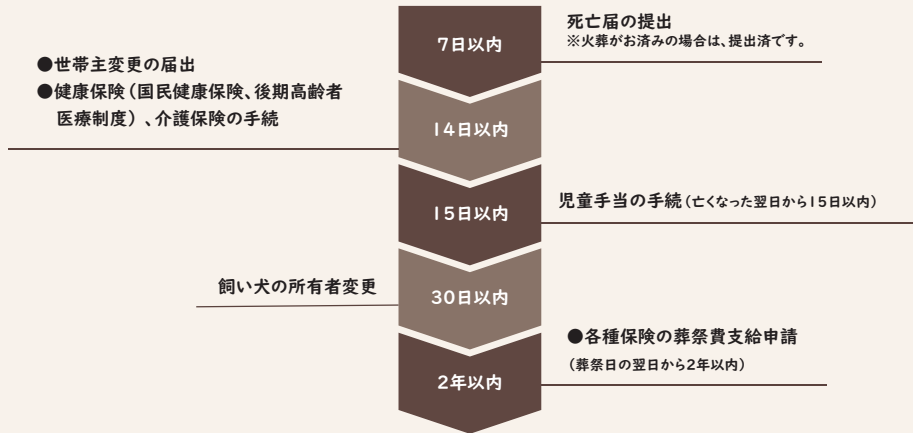 7日以内
死亡届の提出
※火葬がお済みの場合は、提出済です。
●世帯主変更の届出
●健康保険（国民健康保険、後期高齢者
医療制度）、介護保険の手続
14日以内
15日以内
児童手当の手続（亡くなった翌日から15日以内）
飼い犬の所有者変更
30日以内
●各種保険の葬祭費支給申請
（葬祭日の翌日から2年以内）
2年以内